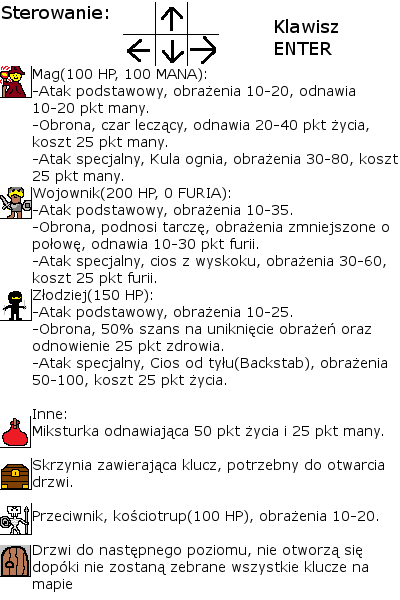 Sterowanie:
Klawisz
ENTER
Mag(100 HP, 100 MANA):
-Atak podstawowy, obrażenia 10-20, odnawia
10-20 pkt many.
-Obrona, czar leczący, odnawia 20-40 pkt życia,
koszt 25 pkt many.
-Atak specjalny, Kula ognia, obrażenia 30-80, koszt
25 pkt many.
Wojownik(200 HP, 0 FURIA):
-Atak podstawowy, obrażenia 10-35.
-Obrona, podnosi tarczę, obrażenia zmniejszone o
połowę, odnawia 10-30 pkt furii.
-Atak specjalny, cios z wyskoku, obrażenia 30-60,
koszt 25 pkt furii.
Złodziej(150 HP):
-Atak podstawowy, obrażenia 10-25.
-Obrona, 50% szans na uniknięcie obrażeń oraz
odnowienie 25 pkt zdrowia.
-Atak specjalny, Cios od tyłu(Backstab), obrażenia
50-100, koszt 25 pkt życia.
Inne:
Miksturka odnawiająca 50 pkt życia i 25 pkt many.
Skrzynia zawierająca klucz, potrzebny do otwarcia
drzwi.
Przeciwnik, kościotrup(100 HP), obrażenia 10-20.
Drzwi do następnego poziomu, nie otworzą się
dopóki nie zostaną zebrane wszystkie klucze na
mapie